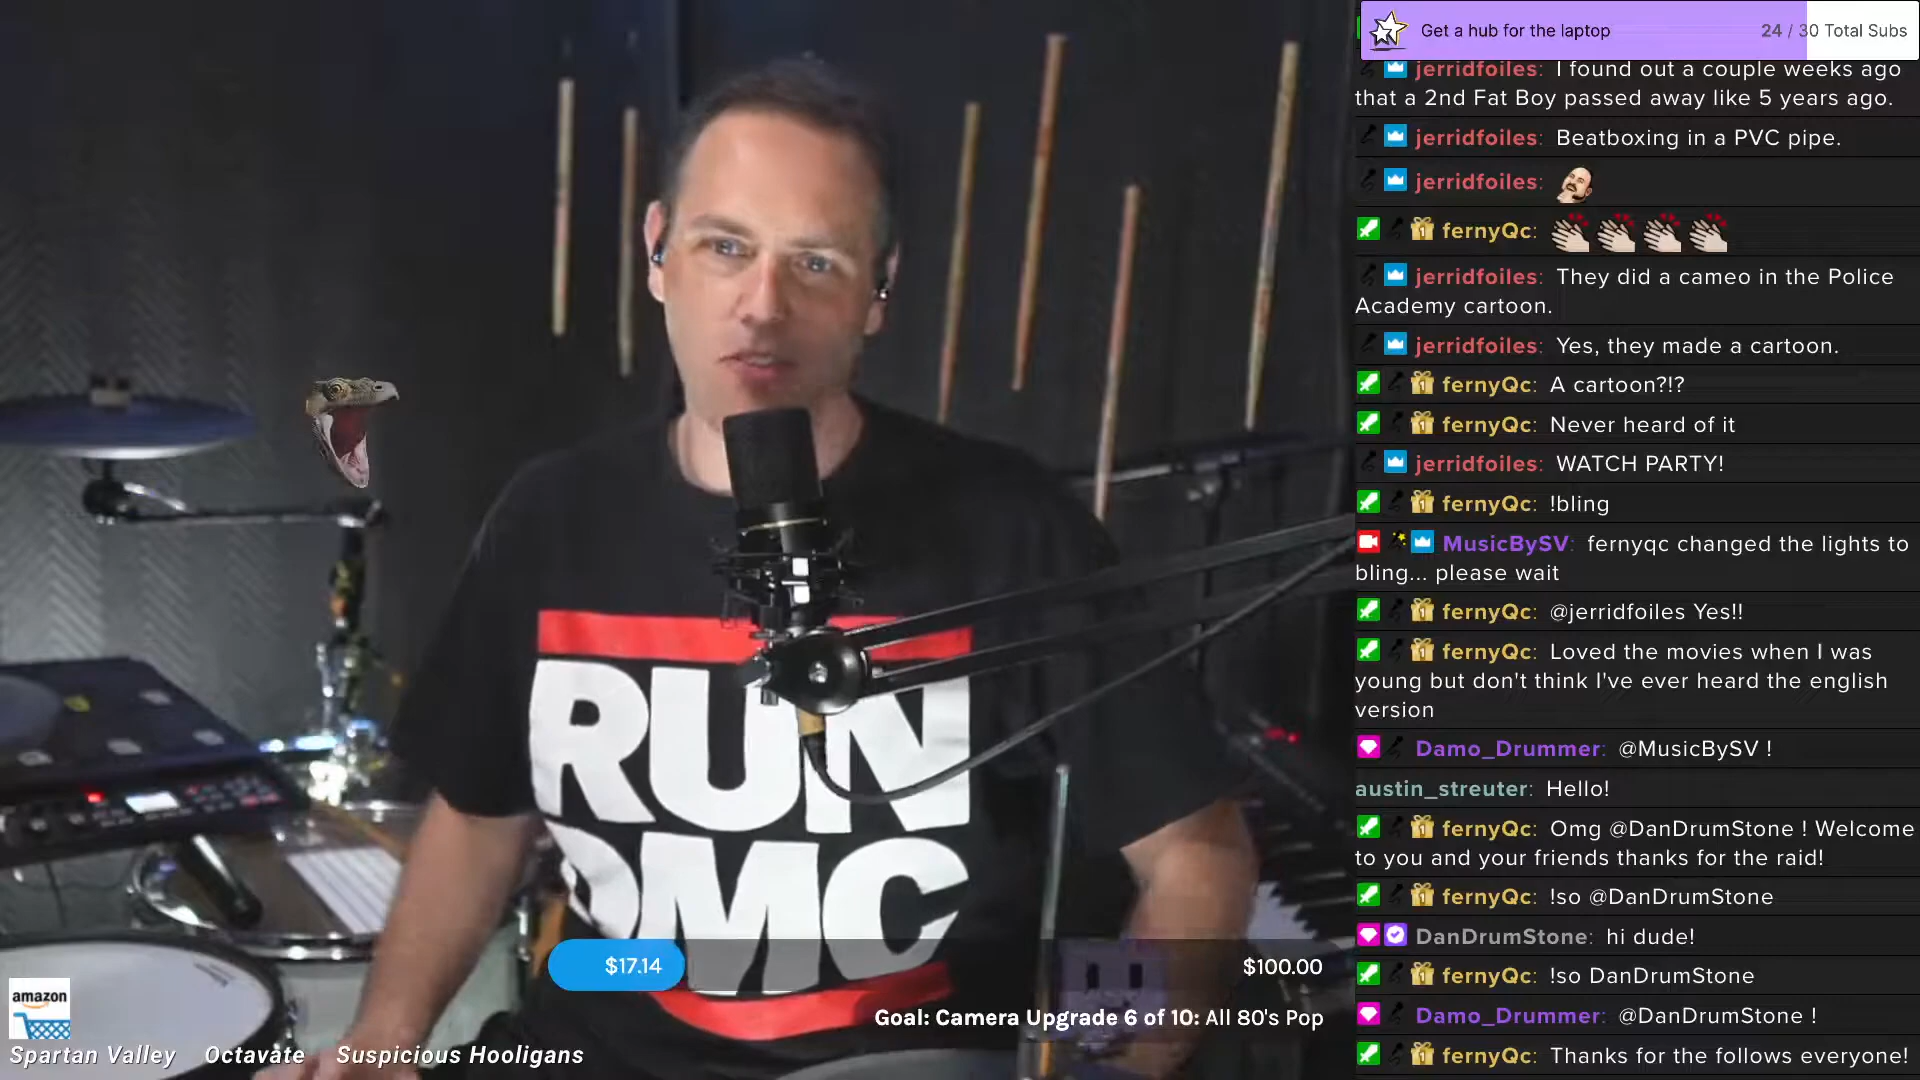 Get a hub for the laptop
24 / 30 Total Subs
jerridfoiles: I found out a couple weeks ago
that a 2nd Fat Boy passed away like 5 years ago.
jerridfoiles: Beatboxing in a PVC pipe.
jerridfoiles:
fernyQc:
jerridfoiles: They did a cameo in the Police
Academy cartoon.
jerridfoiles: Yes, they made a cartoon.
fernyQc: A cartoon?!?
fernyQc: Never heard of it
jerridfoiles: WATCH PARTY!
fernyQc: !bling
MusicBySV: fernyqc changed the lights to
bling... please wait
fernyQc: @jerridfoiles Yes!!
fernyQc: Loved the movies when I was
young but don't think I've ever heard the english
version
Damo_Drummer: @MusicBySV !
austin_streuter: Hello!
fernyQc: Omg @DanDrumStone ! Welcome
to you and your friends thanks for the raid!
fernyQc: !so @DanDrumStone
DanDrumStone: hi dude!
fernyQc: !so DanDrumStone
Damo_Drummer: @DanDrumStone !
fernyQc: Thanks for the follows everyone!
RUN
DMC
$17.14
$100.00
Goal: Camera Upgrade 6 of 10: All 80's Pop
amazon
Spartan Valley Octavate Suspicious Hooligans